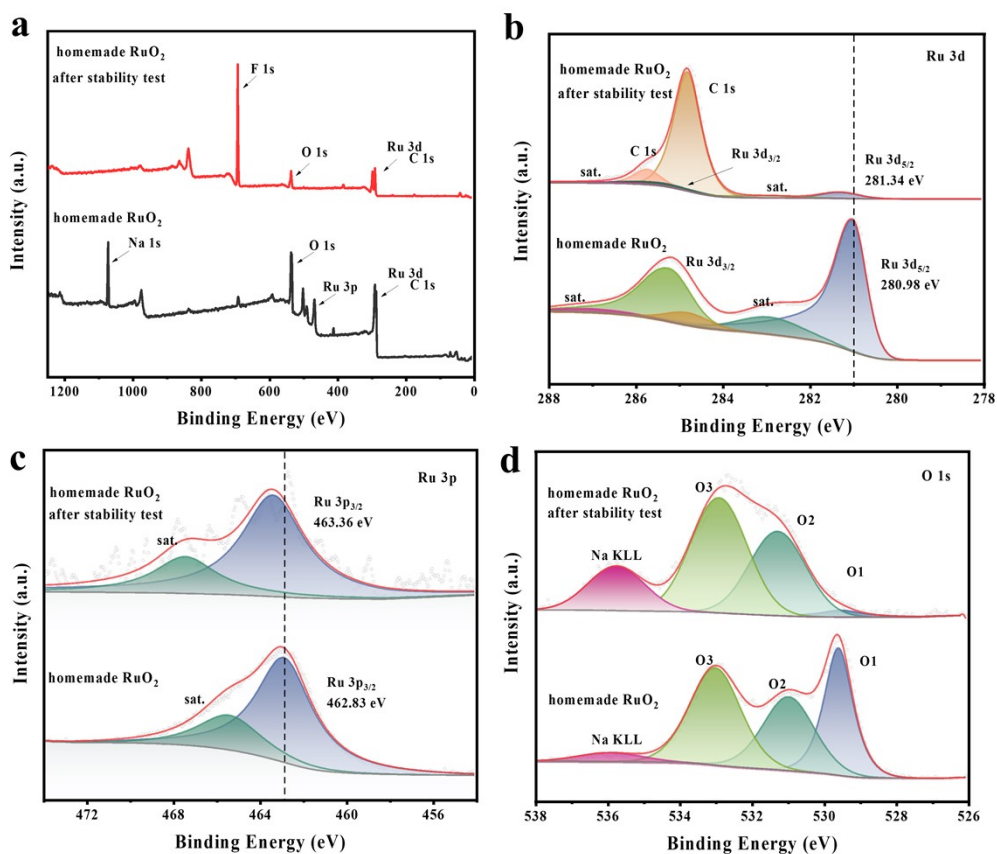 a
homemade RuO₂
after stability test
F 1s
O 1s
Ru 3d
C 1s
homemade RuO₂
Na 1s
O 1s
Ru 3p
Ru 3d
C 1s
Intensity (a.u.)
1200 1000 800 600 400 200 0
Binding Energy (eV)
b
Ru 3d
homemade RuO₂
after stability test
C 1s
C 1s
Ru 3d₃/₂
sat.
sat.
Ru 3d₅/₂
281.34 eV
homemade RuO₂
Ru 3d₃/₂
sat.
sat.
Ru 3d₅/₂
280.98 eV
Intensity (a.u.)
288 286 284 282 280 278
Binding Energy (eV)
c
Ru 3p
homemade RuO₂
after stability test
sat.
Ru 3p₃/₂
463.36 eV
homemade RuO₂
sat.
Ru 3p₃/₂
462.83 eV
Intensity (a.u.)
472 468 464 460 456
Binding Energy (eV)
d
O 1s
homemade RuO₂
after stability test
O3
O2
O1
Na KLL
O3
O2
O1
homemade RuO₂
Na KLL
Intensity (a.u.)
538 536 534 532 530 528 526
Binding Energy (eV)